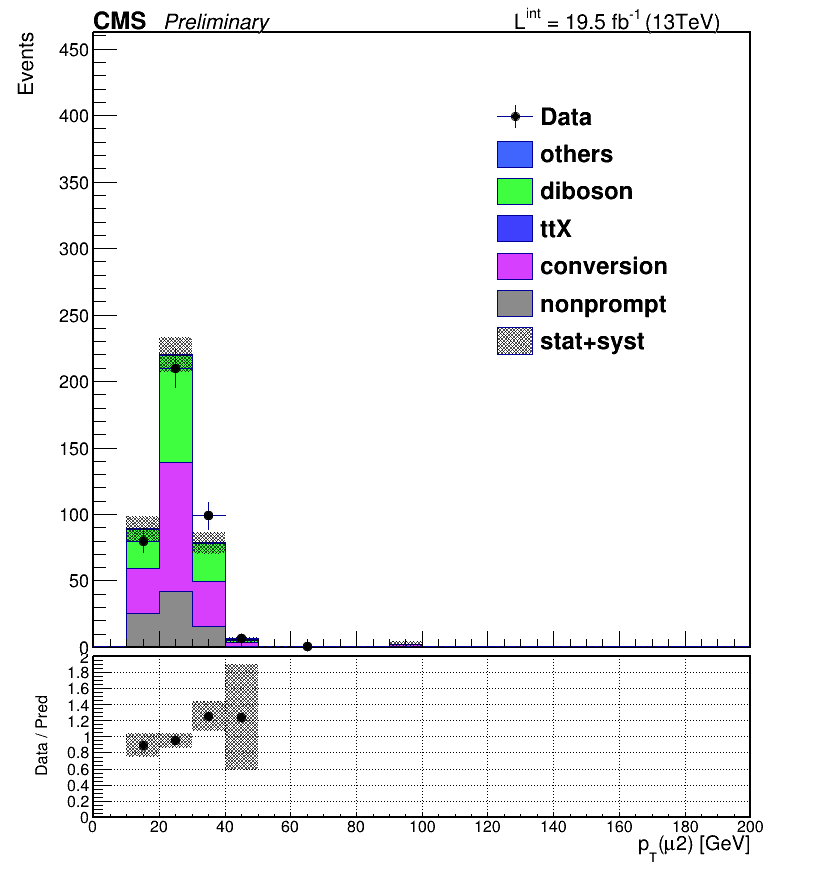 CMS Preliminary L^int = 19.5 fb^-1 (13TeV)
Events
450
400
350
300
250
200
150
100
50
0
Data
others
diboson
ttX
conversion
nonprompt
stat+syst
Data / Pred
2
1.8
1.6
1.4
1.2
1
0.8
0.6
0.4
0.2
0
0 20 40 60 80 100 120 140 160 180 200
p_T(μ2) [GeV]